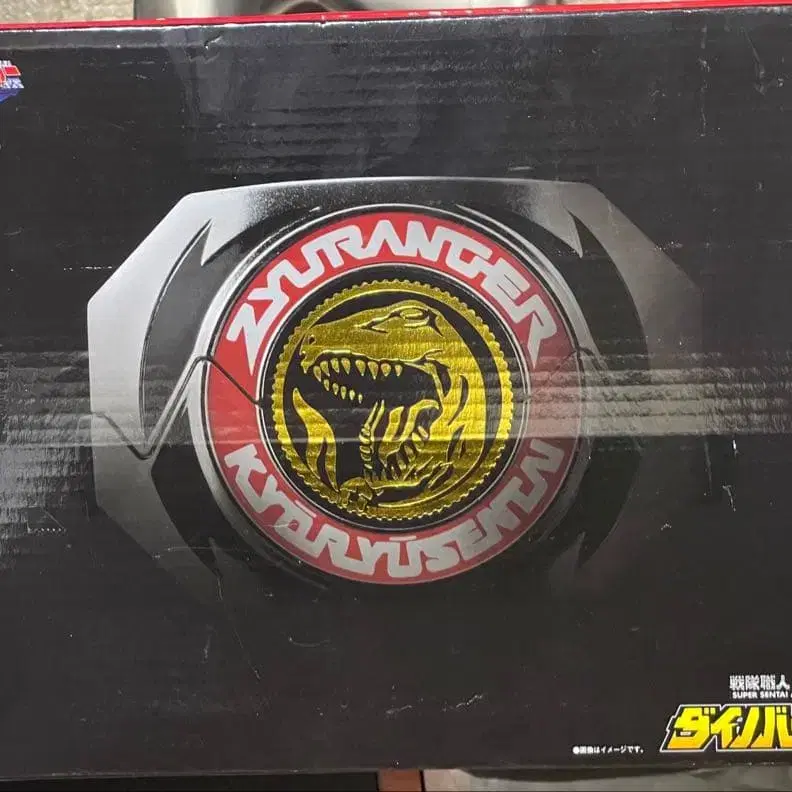 ZYURANGER
KYŌRYŪSENTAI
戦隊職人
SUPER SENTAI
ダイノバ
●画像はイメージです。